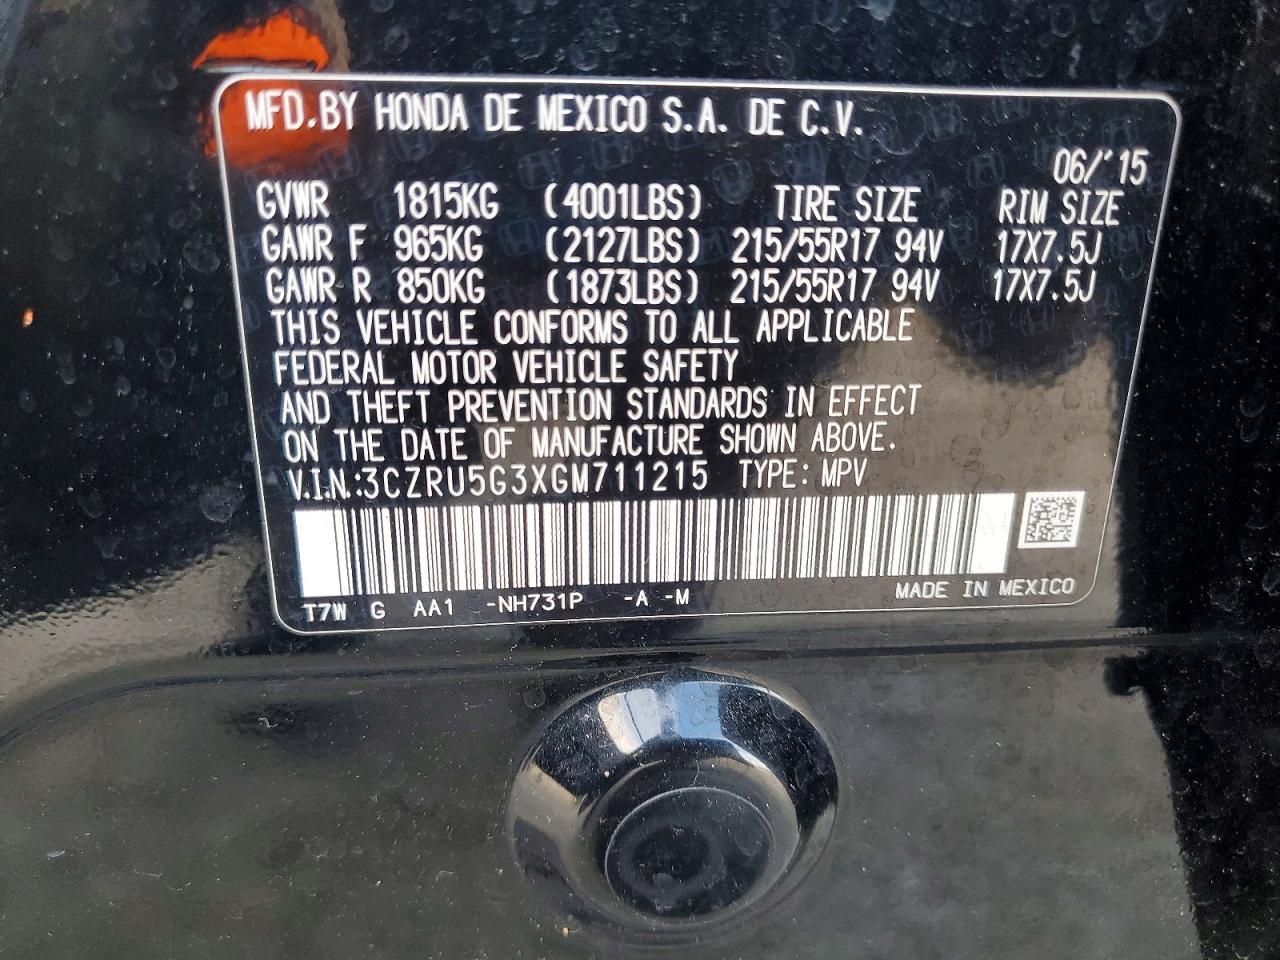 MFD.BY HONDA DE MEXICO S.A. DE C.V.
06/'15
GVWR 1815KG (4001LBS) TIRE SIZE RIM SIZE
GAWR F 965KG (2127LBS) 215/55R17 94V 17X7.5J
GAWR R 850KG (1873LBS) 215/55R17 94V 17X7.5J
THIS VEHICLE CONFORMS TO ALL APPLICABLE
FEDERAL MOTOR VEHICLE SAFETY
AND THEFT PREVENTION STANDARDS IN EFFECT
ON THE DATE OF MANUFACTURE SHOWN ABOVE.
V.I.N.:3CZRU5G3XGM711215 TYPE: MPV
T7W G AA1 -NH731P -A -M MADE IN MEXICO